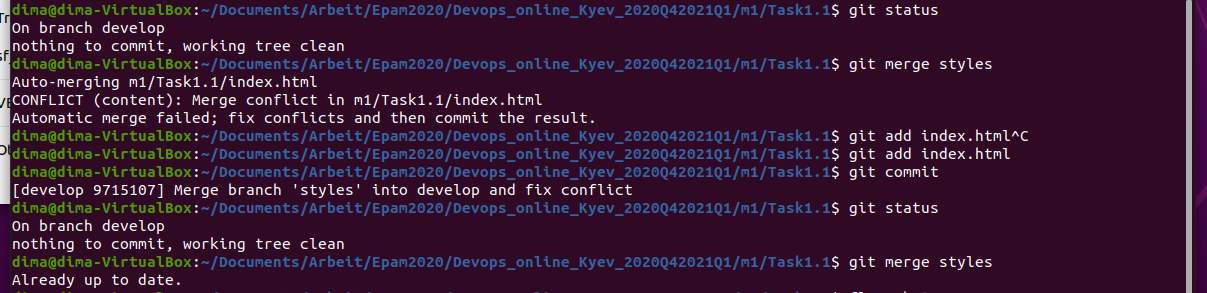 dima@dima-VirtualBox:~/Documents/Arbeit/Epam2020/Devops_online_Kyev_2020Q42021Q1/m1/Task1.1$ git status
On branch develop
nothing to commit, working tree clean
dima@dima-VirtualBox:~/Documents/Arbeit/Epam2020/Devops_online_Kyev_2020Q42021Q1/m1/Task1.1$ git merge styles
Auto-merging m1/Task1.1/index.html
CONFLICT (content): Merge conflict in m1/Task1.1/index.html
Automatic merge failed; fix conflicts and then commit the result.
dima@dima-VirtualBox:~/Documents/Arbeit/Epam2020/Devops_online_Kyev_2020Q42021Q1/m1/Task1.1$ git add index.html^C
dima@dima-VirtualBox:~/Documents/Arbeit/Epam2020/Devops_online_Kyev_2020Q42021Q1/m1/Task1.1$ git add index.html
dima@dima-VirtualBox:~/Documents/Arbeit/Epam2020/Devops_online_Kyev_2020Q42021Q1/m1/Task1.1$ git commit
[develop 9715107] Merge branch 'styles' into develop and fix conflict
dima@dima-VirtualBox:~/Documents/Arbeit/Epam2020/Devops_online_Kyev_2020Q42021Q1/m1/Task1.1$ git status
On branch develop
nothing to commit, working tree clean
dima@dima-VirtualBox:~/Documents/Arbeit/Epam2020/Devops_online_Kyev_2020Q42021Q1/m1/Task1.1$ git merge styles
Already up to date.